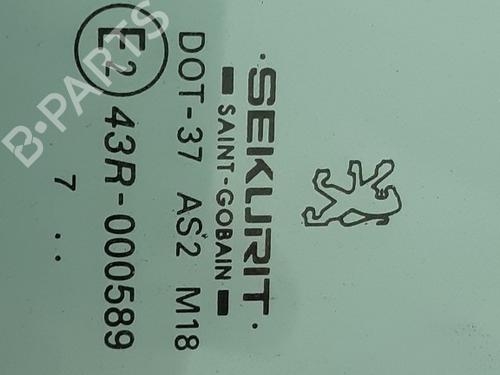 SEKURIT
SAINT-GOBAIN
DOT-37 AS2 M18
E2 43R-000589
7 ..
B-PARTS